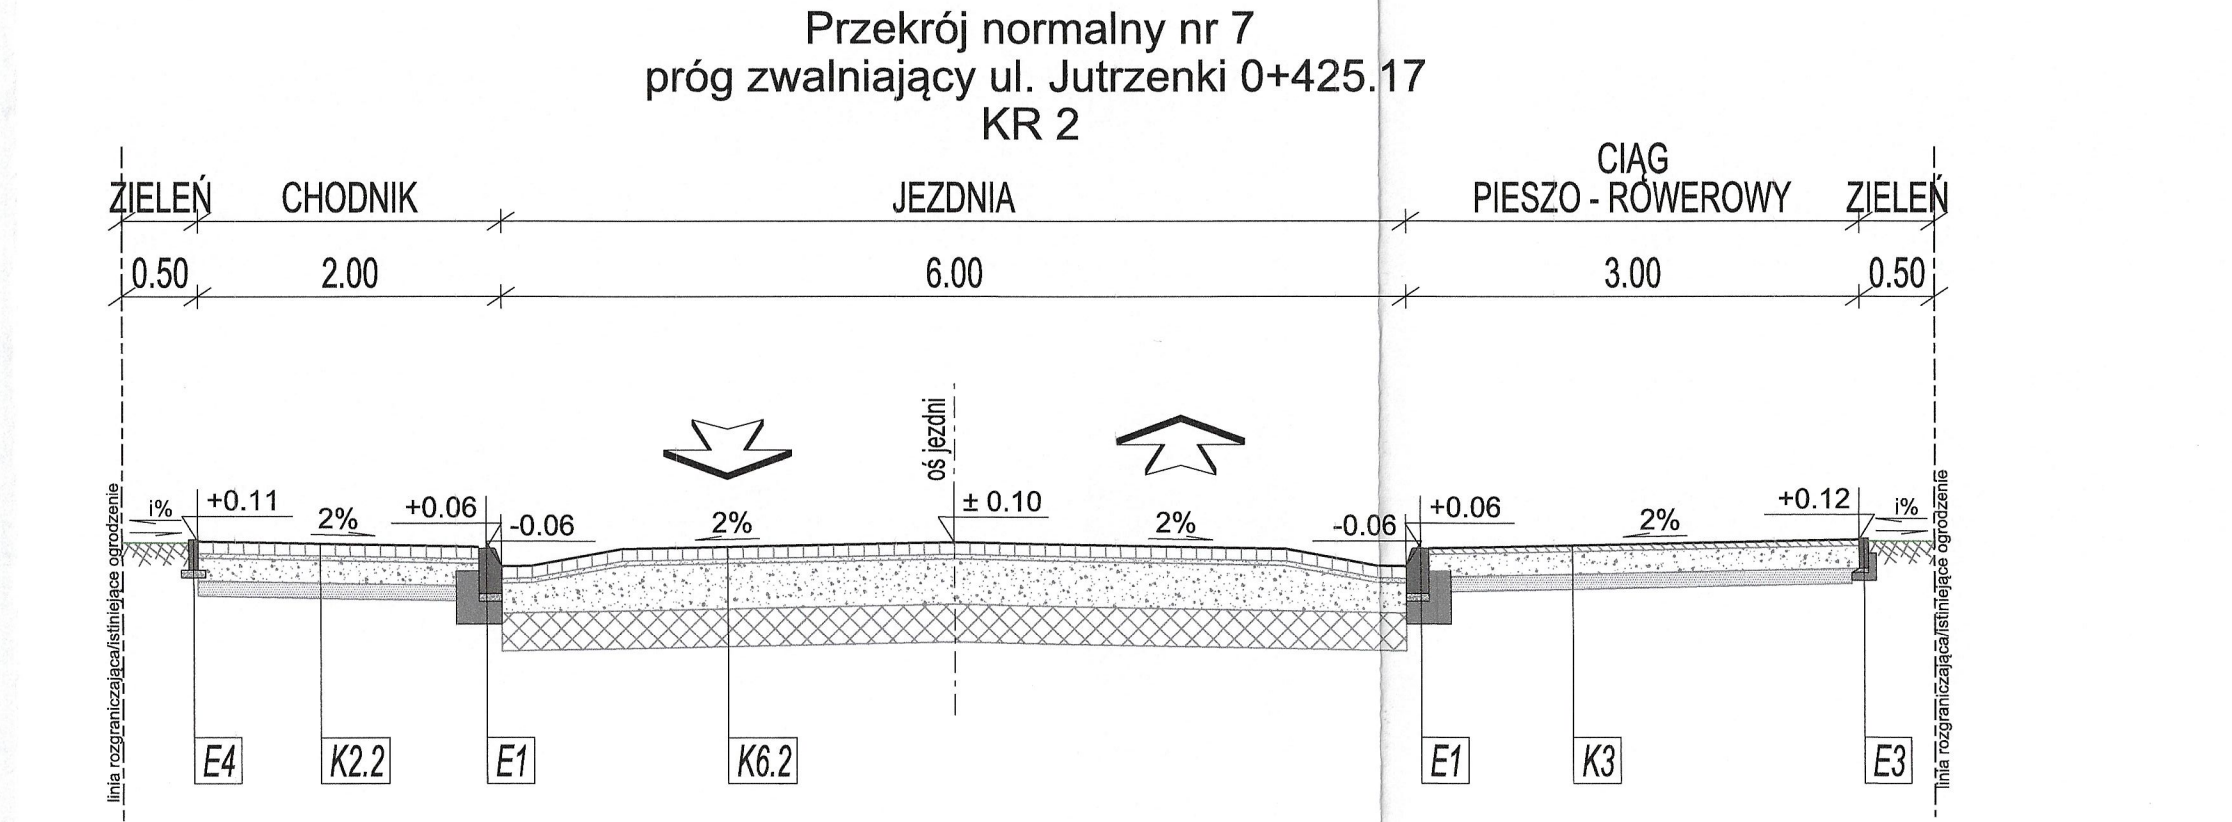 Przekrój normalny nr 7
próg zwalniający ul. Jutrzenki 0+425.17
KR 2
CIĄG
ZIELEŃ CHODNIK JEZDNIA PIESZO - ROWEROWY ZIELEŃ
0.50 2.00 6.00 3.00 0.50
oś jezdni
linia rozgraniczająca/istniejące ogrodzenie
i% +0.11 2% +0.06 -0.06 2% ± 0.10 2% -0.06 +0.06 2% +0.12 i%
linia rozgraniczająca/istniejące ogrodzenie
E4 K2.2 E1 K6.2 E1 K3 E3